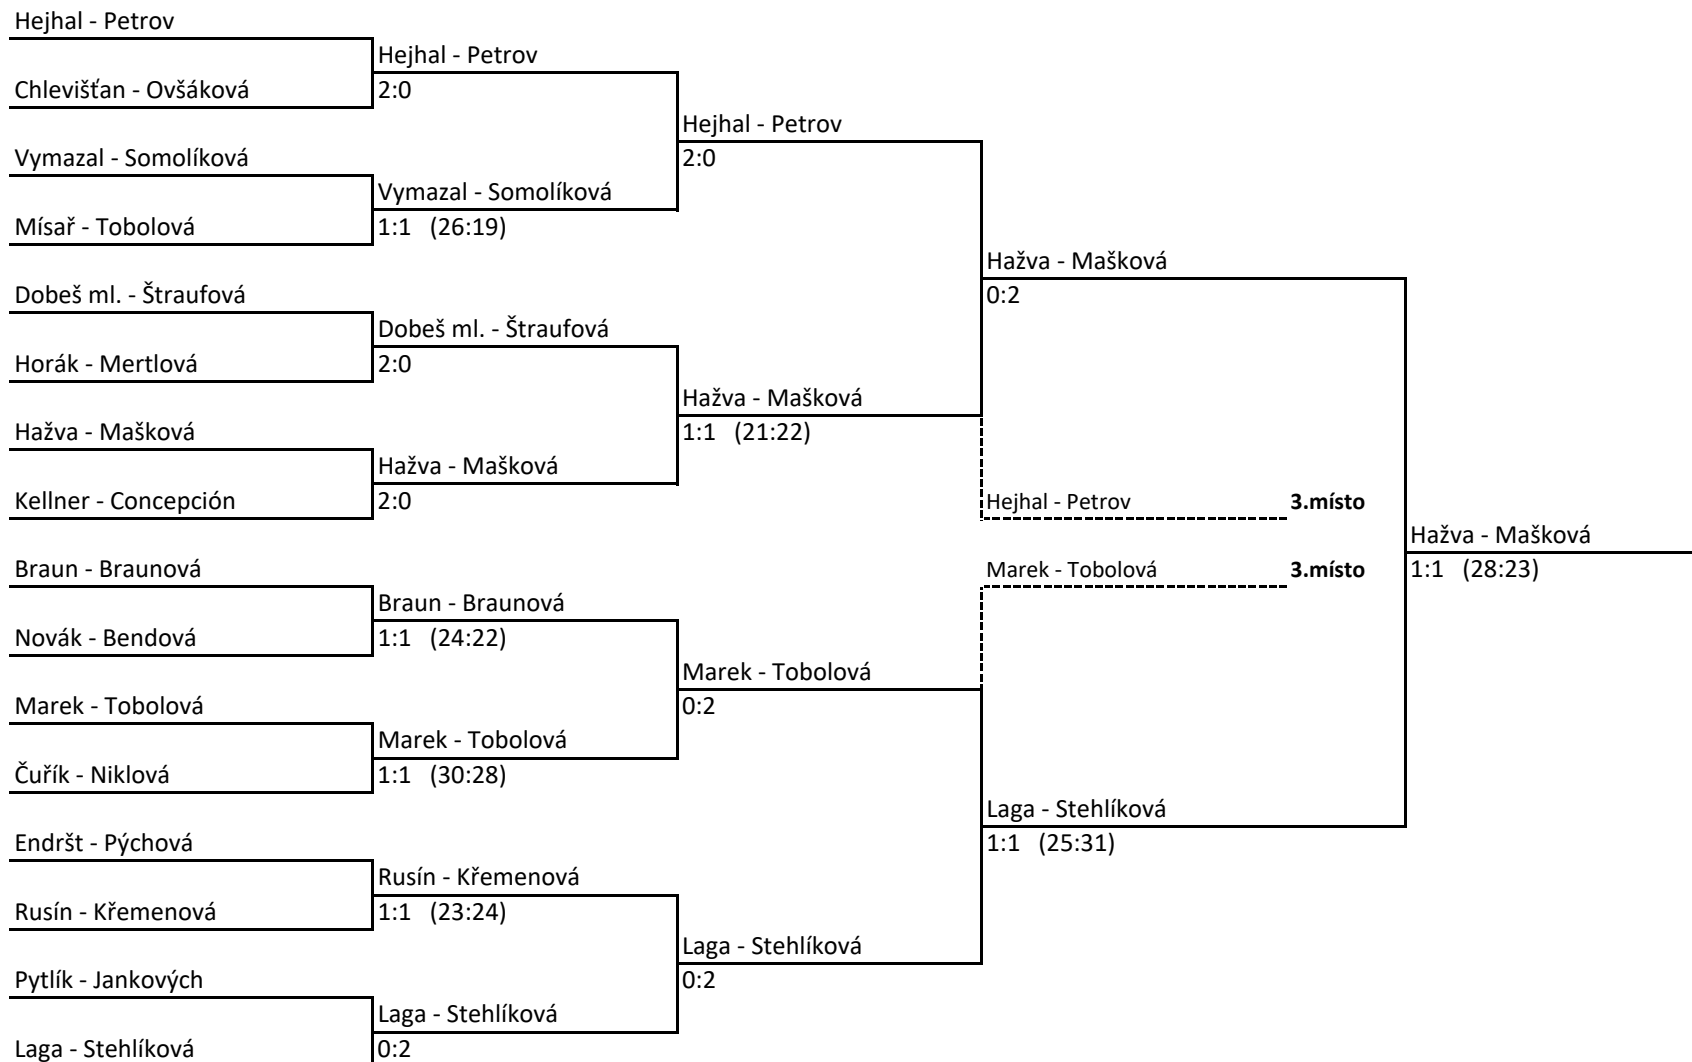 Hejhal - Petrov
Hejhal - Petrov
Chlevišťan - Ovšáková
2:0
Hejhal - Petrov
Vymazal - Somolíková
2:0
Vymazal - Somolíková
Mísař - Tobolová
1:1 (26:19)
Hažva - Mašková
Dobeš ml. - Štraufová
0:2
Dobeš ml. - Štraufová
Horák - Mertlová
2:0
Hažva - Mašková
Hažva - Mašková
1:1 (21:22)
Hažva - Mašková
Kellner - Concepción
2:0
Hejhal - Petrov 3.místo
Hažva - Mašková
Braun - Braunová
Marek - Tobolová 3.místo
1:1 (28:23)
Braun - Braunová
Novák - Bendová
1:1 (24:22)
Marek - Tobolová
Marek - Tobolová
0:2
Marek - Tobolová
Čuřík - Niklová
1:1 (30:28)
Laga - Stehlíková
Endršt - Pýchová
1:1 (25:31)
Rusín - Křemenová
Rusín - Křemenová
1:1 (23:24)
Laga - Stehlíková
Pytlík - Jankových
0:2
Laga - Stehlíková
Laga - Stehlíková
0:2